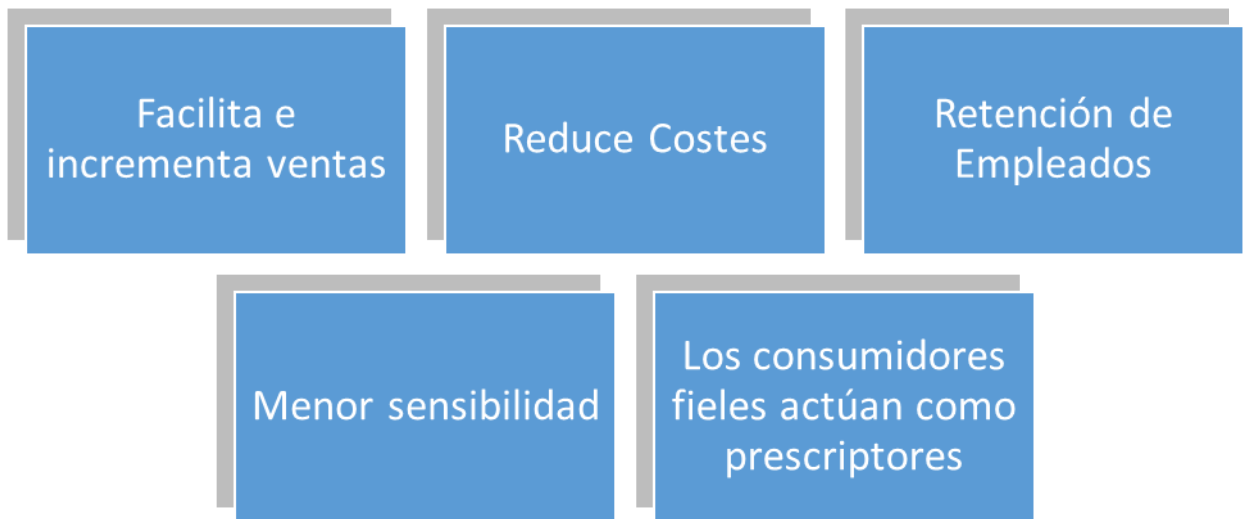 Facilita e
incrementa ventas
Reduce Costes
Retención de
Empleados
Menor sensibilidad
Los consumidores
fieles actúan como
prescriptores